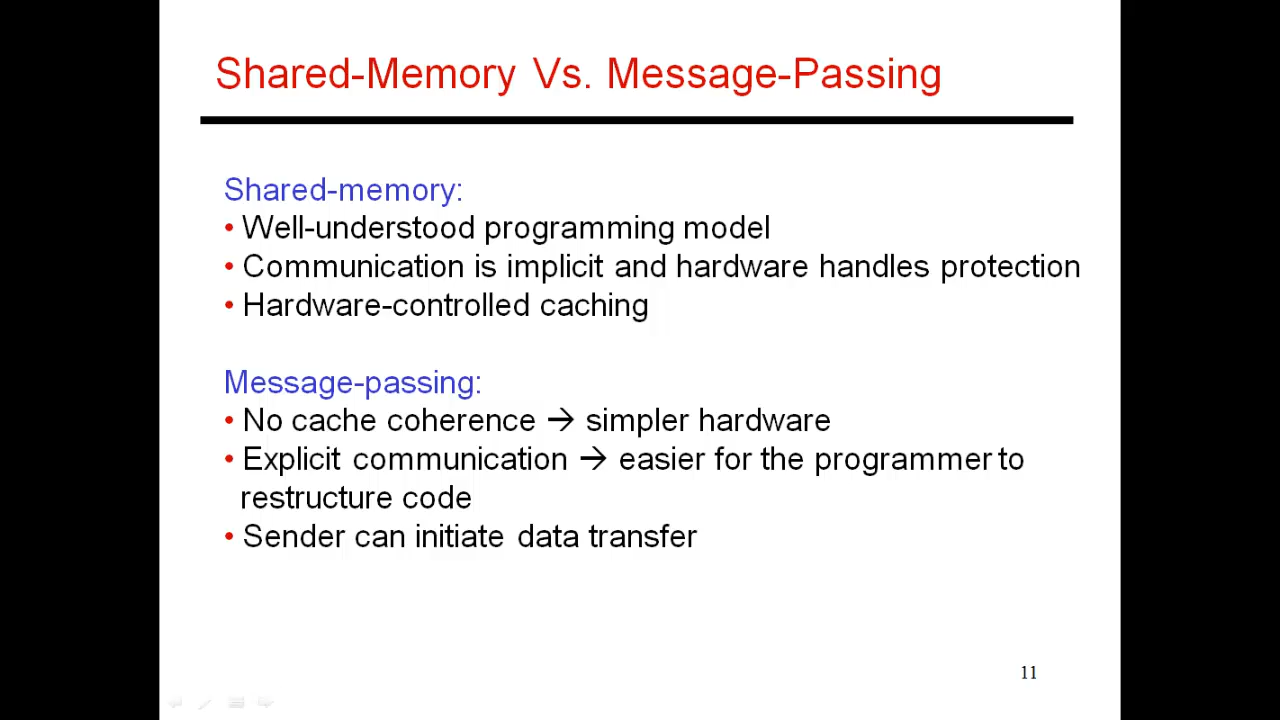 Shared-Memory Vs. Message-Passing
Shared-memory:
• Well-understood programming model
• Communication is implicit and hardware handles protection
• Hardware-controlled caching
Message-passing:
• No cache coherence → simpler hardware
• Explicit communication → easier for the programmer to
restructure code
• Sender can initiate data transfer
11